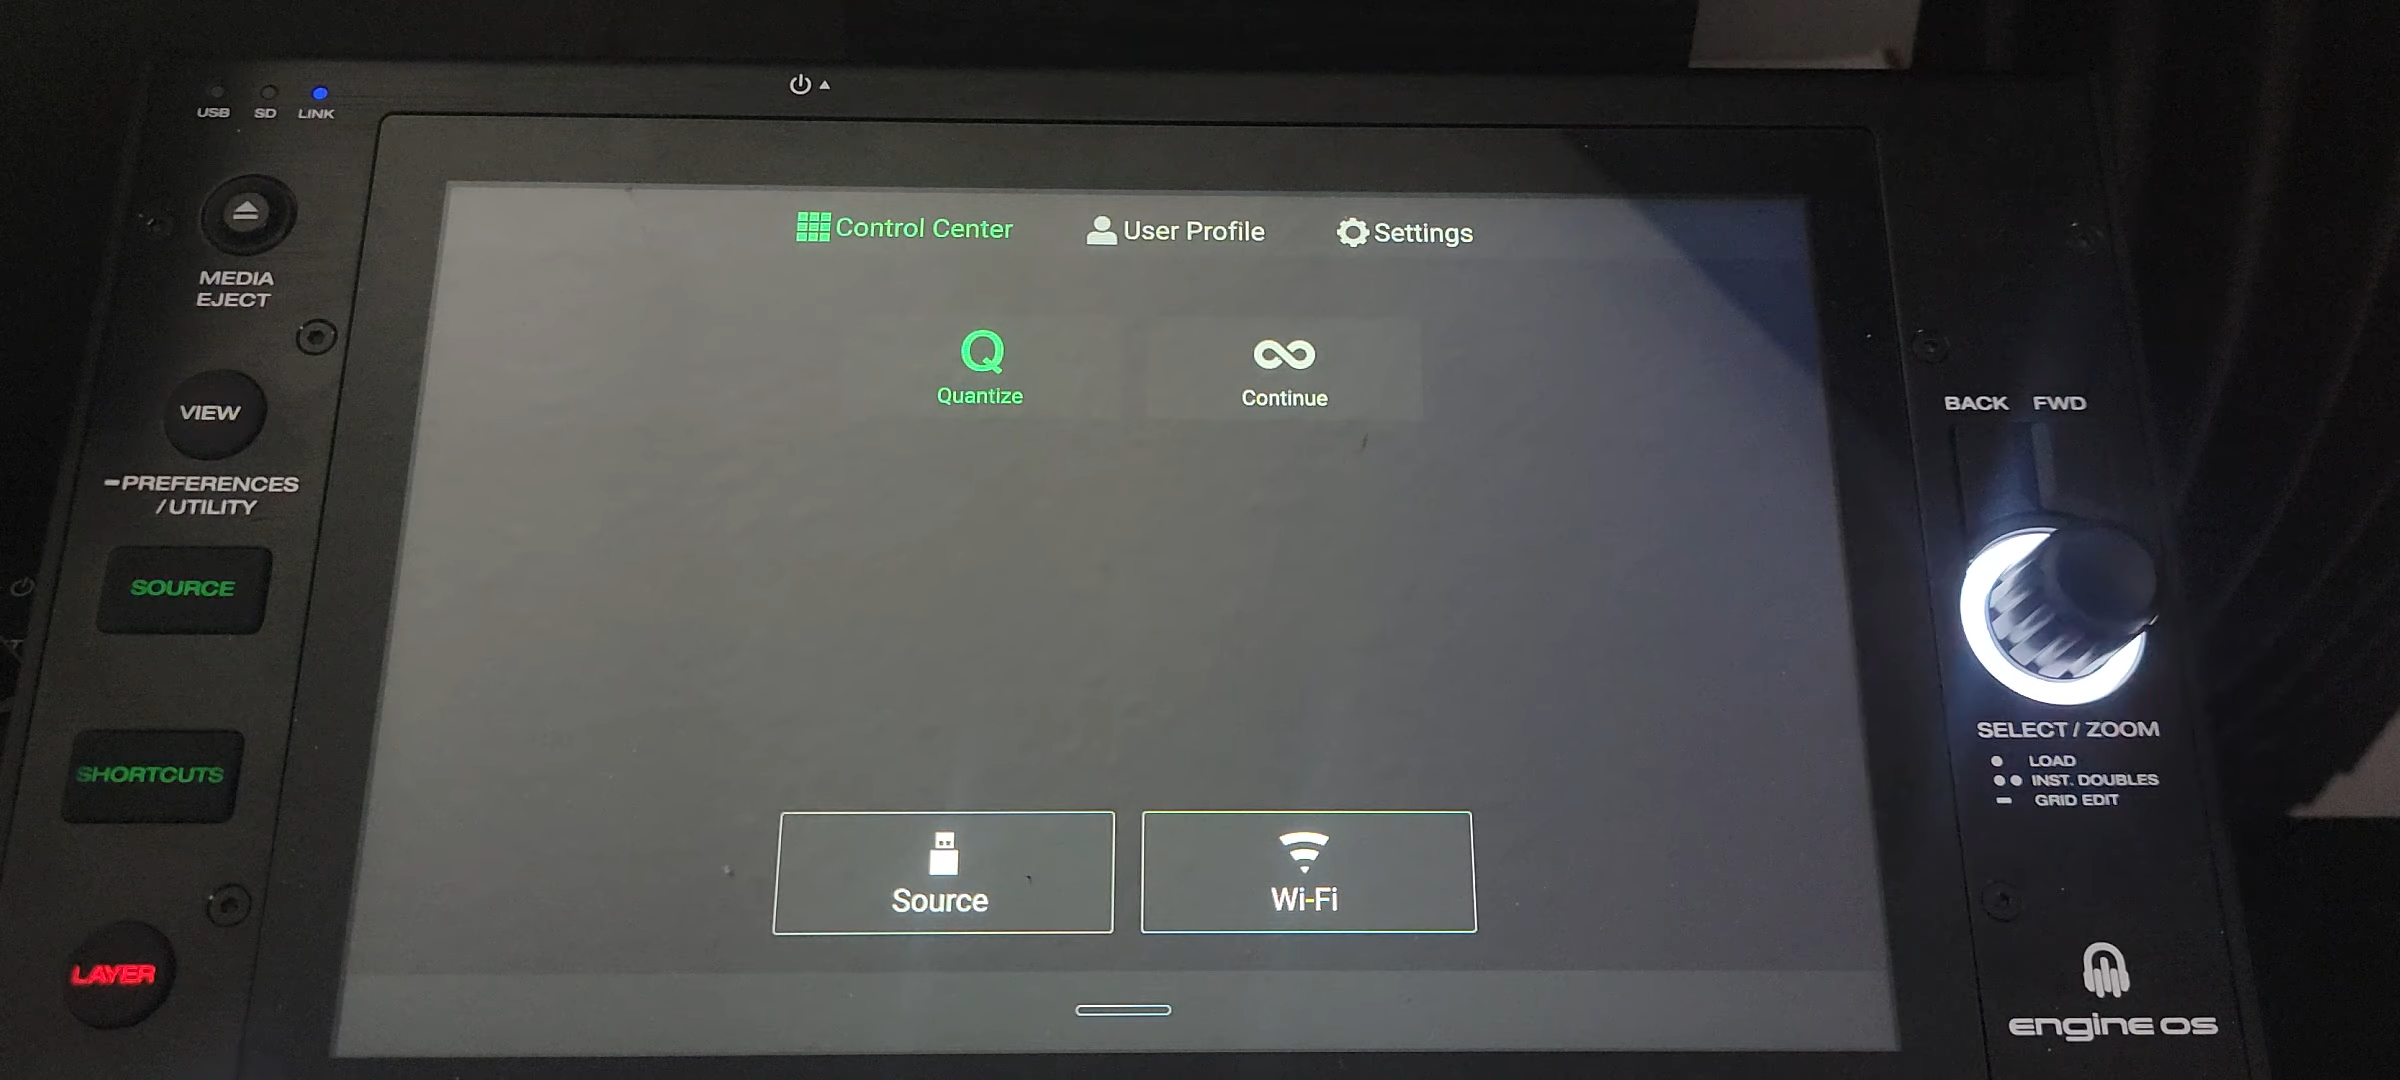 USB SD LINK
MEDIA
EJECT
VIEW
PREFERENCES
/ UTILITY
SOURCE
SHORTCUTS
LAYER
Control Center User Profile Settings
Q
Quantize Continue
Source Wi-Fi
BACK FWD
SELECT / ZOOM
LOAD
INST. DOUBLES
GRID EDIT
engine os